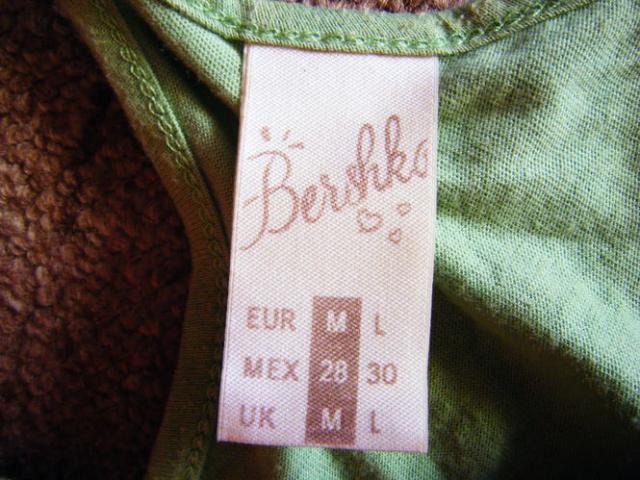 Bershka
EUR M L
MEX 28 30
UK M L